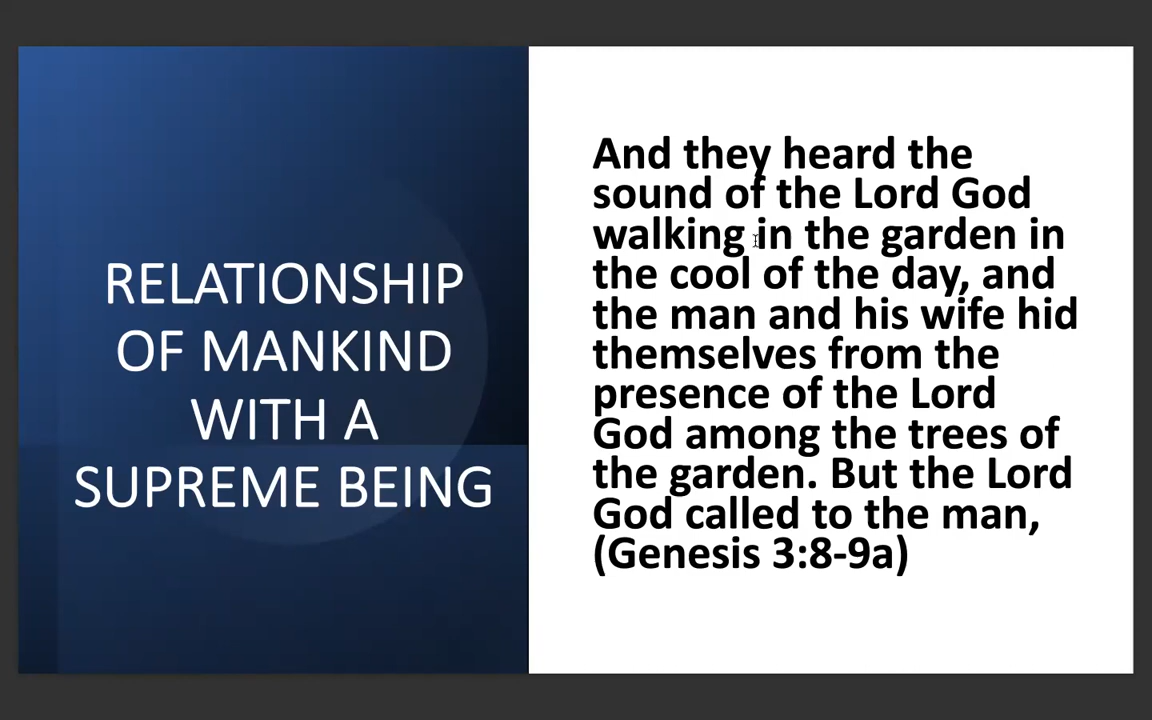 RELATIONSHIP
OF MANKIND
WITH A
SUPREME BEING
And they heard the
sound of the Lord God
walking in the garden in
the cool of the day, and
the man and his wife hid
themselves from the
presence of the Lord
God among the trees of
the garden. But the Lord
God called to the man,
(Genesis 3:8-9a)